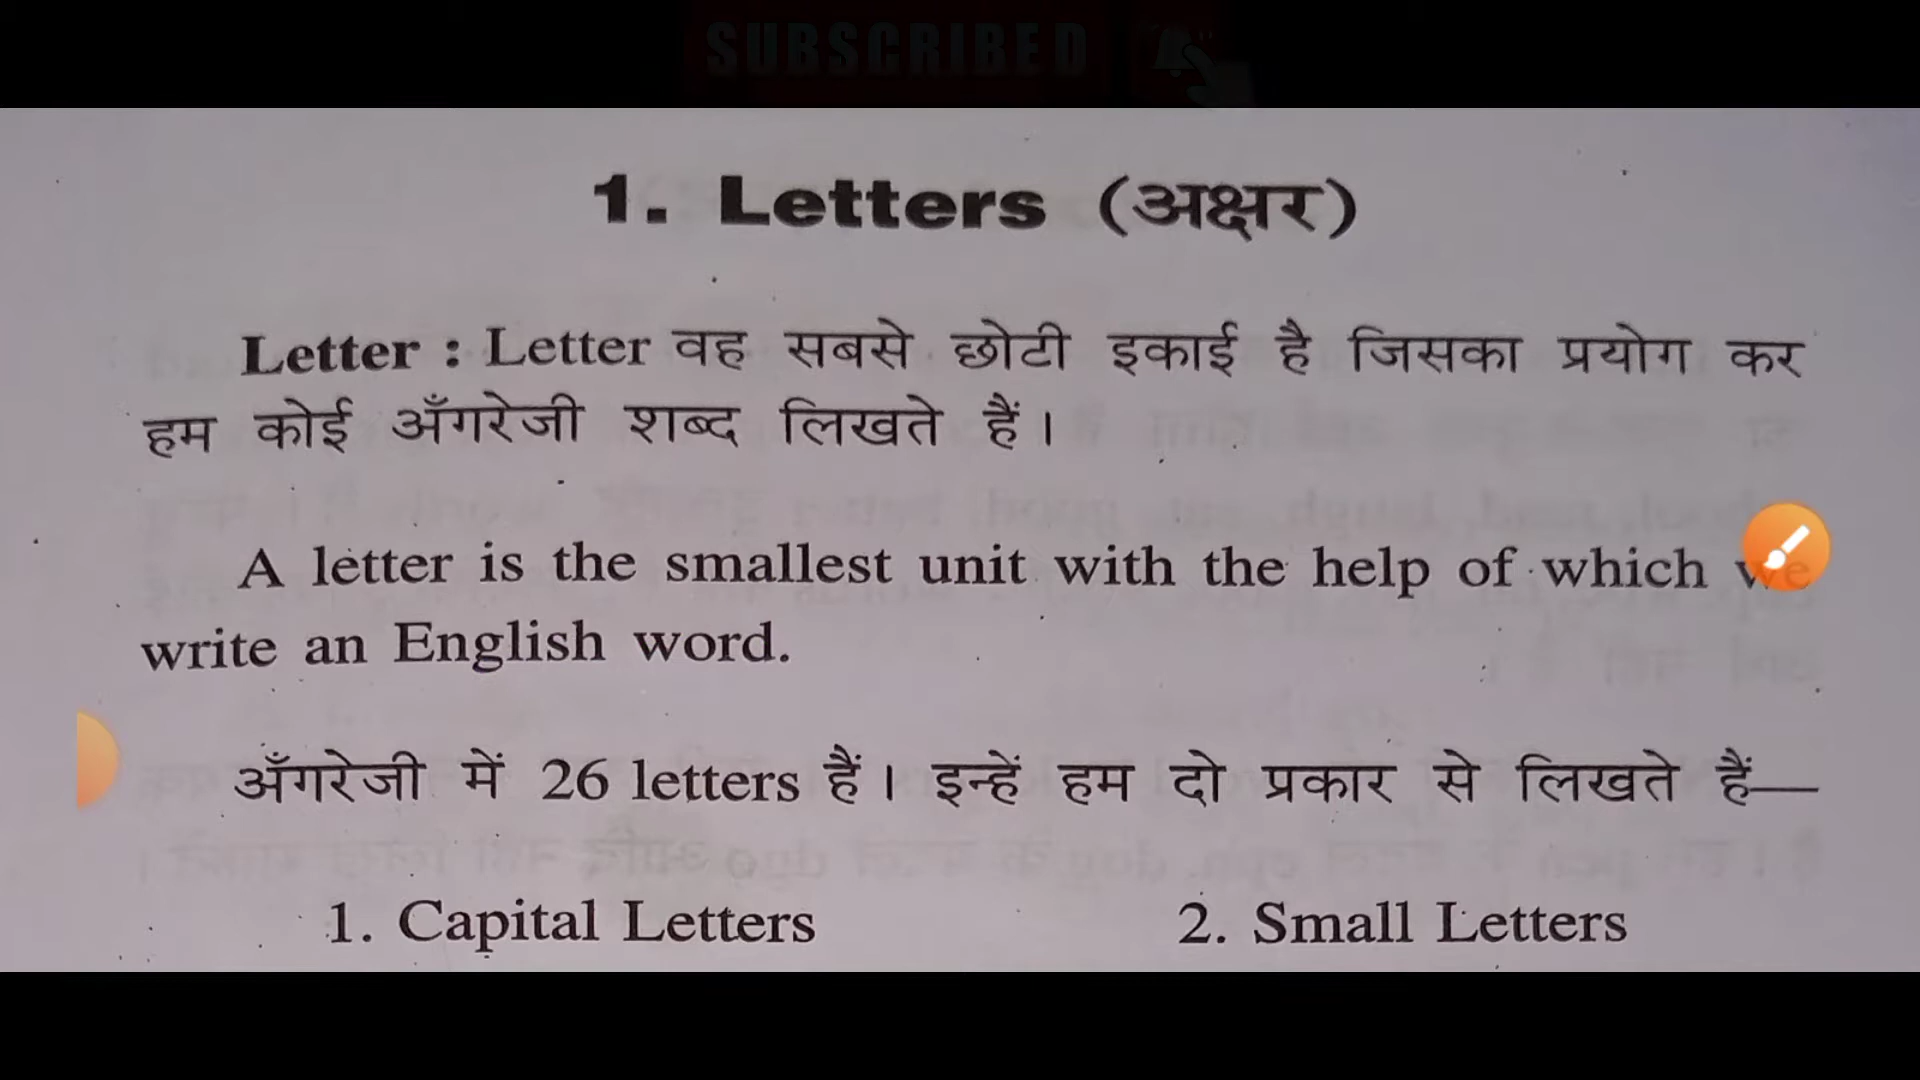 SUBSCRIBED
1. Letters (अक्षर)
Letter : Letter वह सबसे छोटी इकाई है जिसका प्रयोग कर
हम कोई अँगरेजी शब्द लिखते हैं।
A letter is the smallest unit with the help of which we
write an English word.
अँगरेजी में 26 letters हैं। इन्हें हम दो प्रकार से लिखते हैं—
1. Capital Letters 2. Small Letters